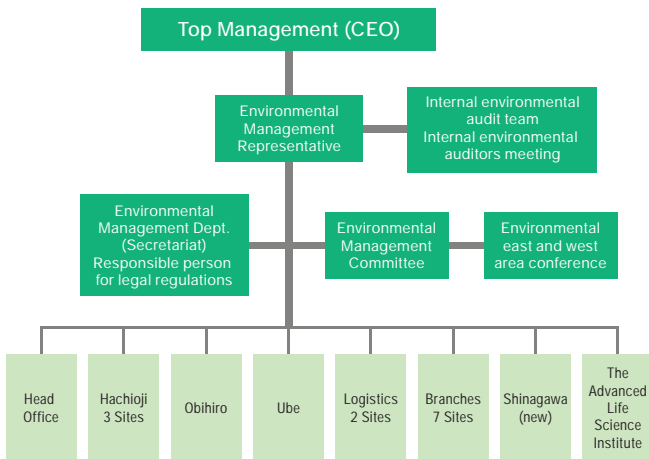 Top Management (CEO)
Environmental
Management
Representative
Internal environmental
audit team
Internal environmental
auditors meeting
Environmental
Management Dept.
(Secretariat)
Responsible person
for legal regulations
Environmental
Management
Committee
Environmental
east and west
area conference
Head
Office
Hachioji
3 Sites
Obihiro
Ube
Logistics
2 Sites
Branches
7 Sites
Shinagawa
(new)
The
Advanced
Life
Science
Institute